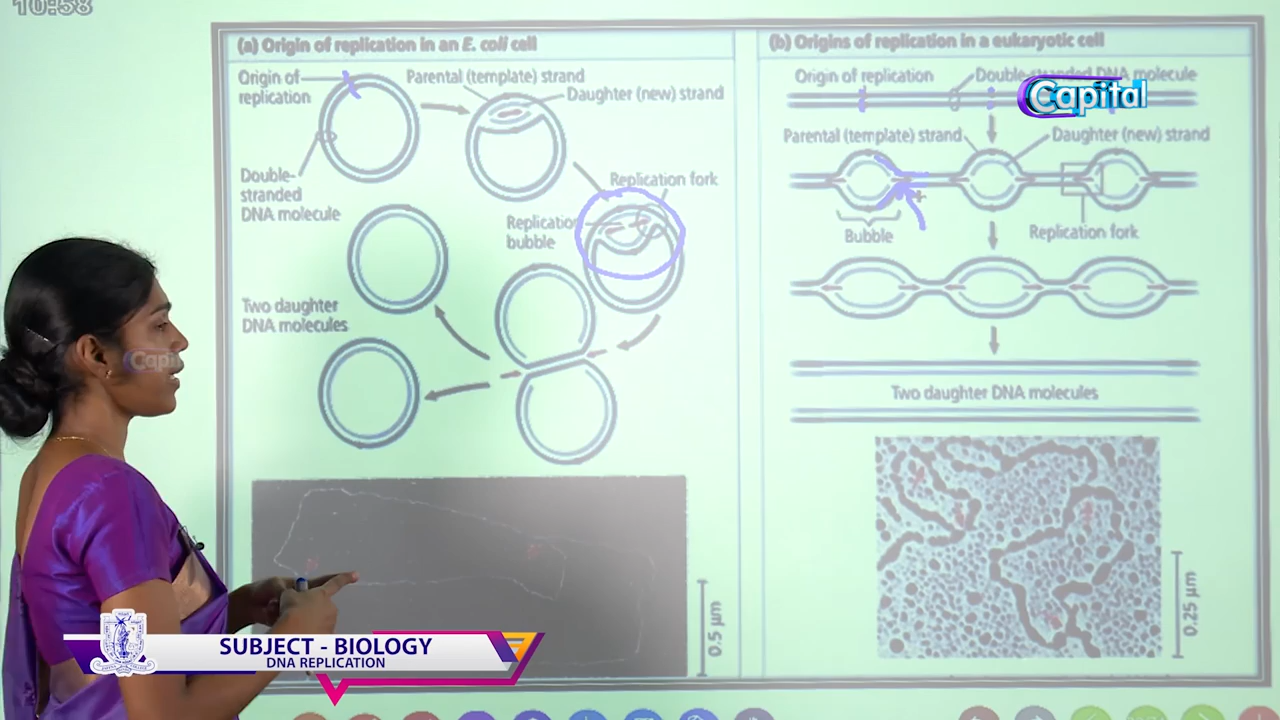 10:58
(a) Origin of replication in an E. coli cell
Origin of
replication
Parental (template) strand
Daughter (new) strand
Double-
stranded
DNA molecule
Replication fork
Replication
bubble
Two daughter
DNA molecules
0.5 µm
(b) Origins of replication in a eukaryotic cell
Origin of replication
Double-stranded DNA molecule
Capital
Parental (template) strand
Daughter (new) strand
Bubble
Replication fork
Two daughter DNA molecules
0.25 µm
Capital
SUBJECT - BIOLOGY
DNA REPLICATION